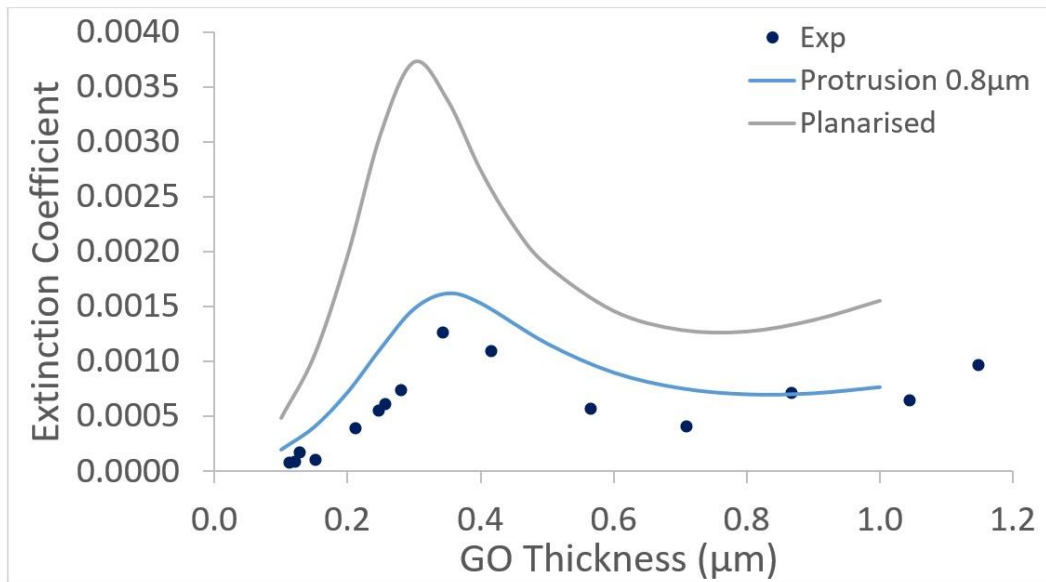 0.0040
0.0035
0.0030
0.0025
0.0020
0.0015
0.0010
0.0005
0.0000
Extinction Coefficient
Exp
Protrusion 0.8μm
Planarised
0.0 0.2 0.4 0.6 0.8 1.0 1.2
GO Thickness (μm)